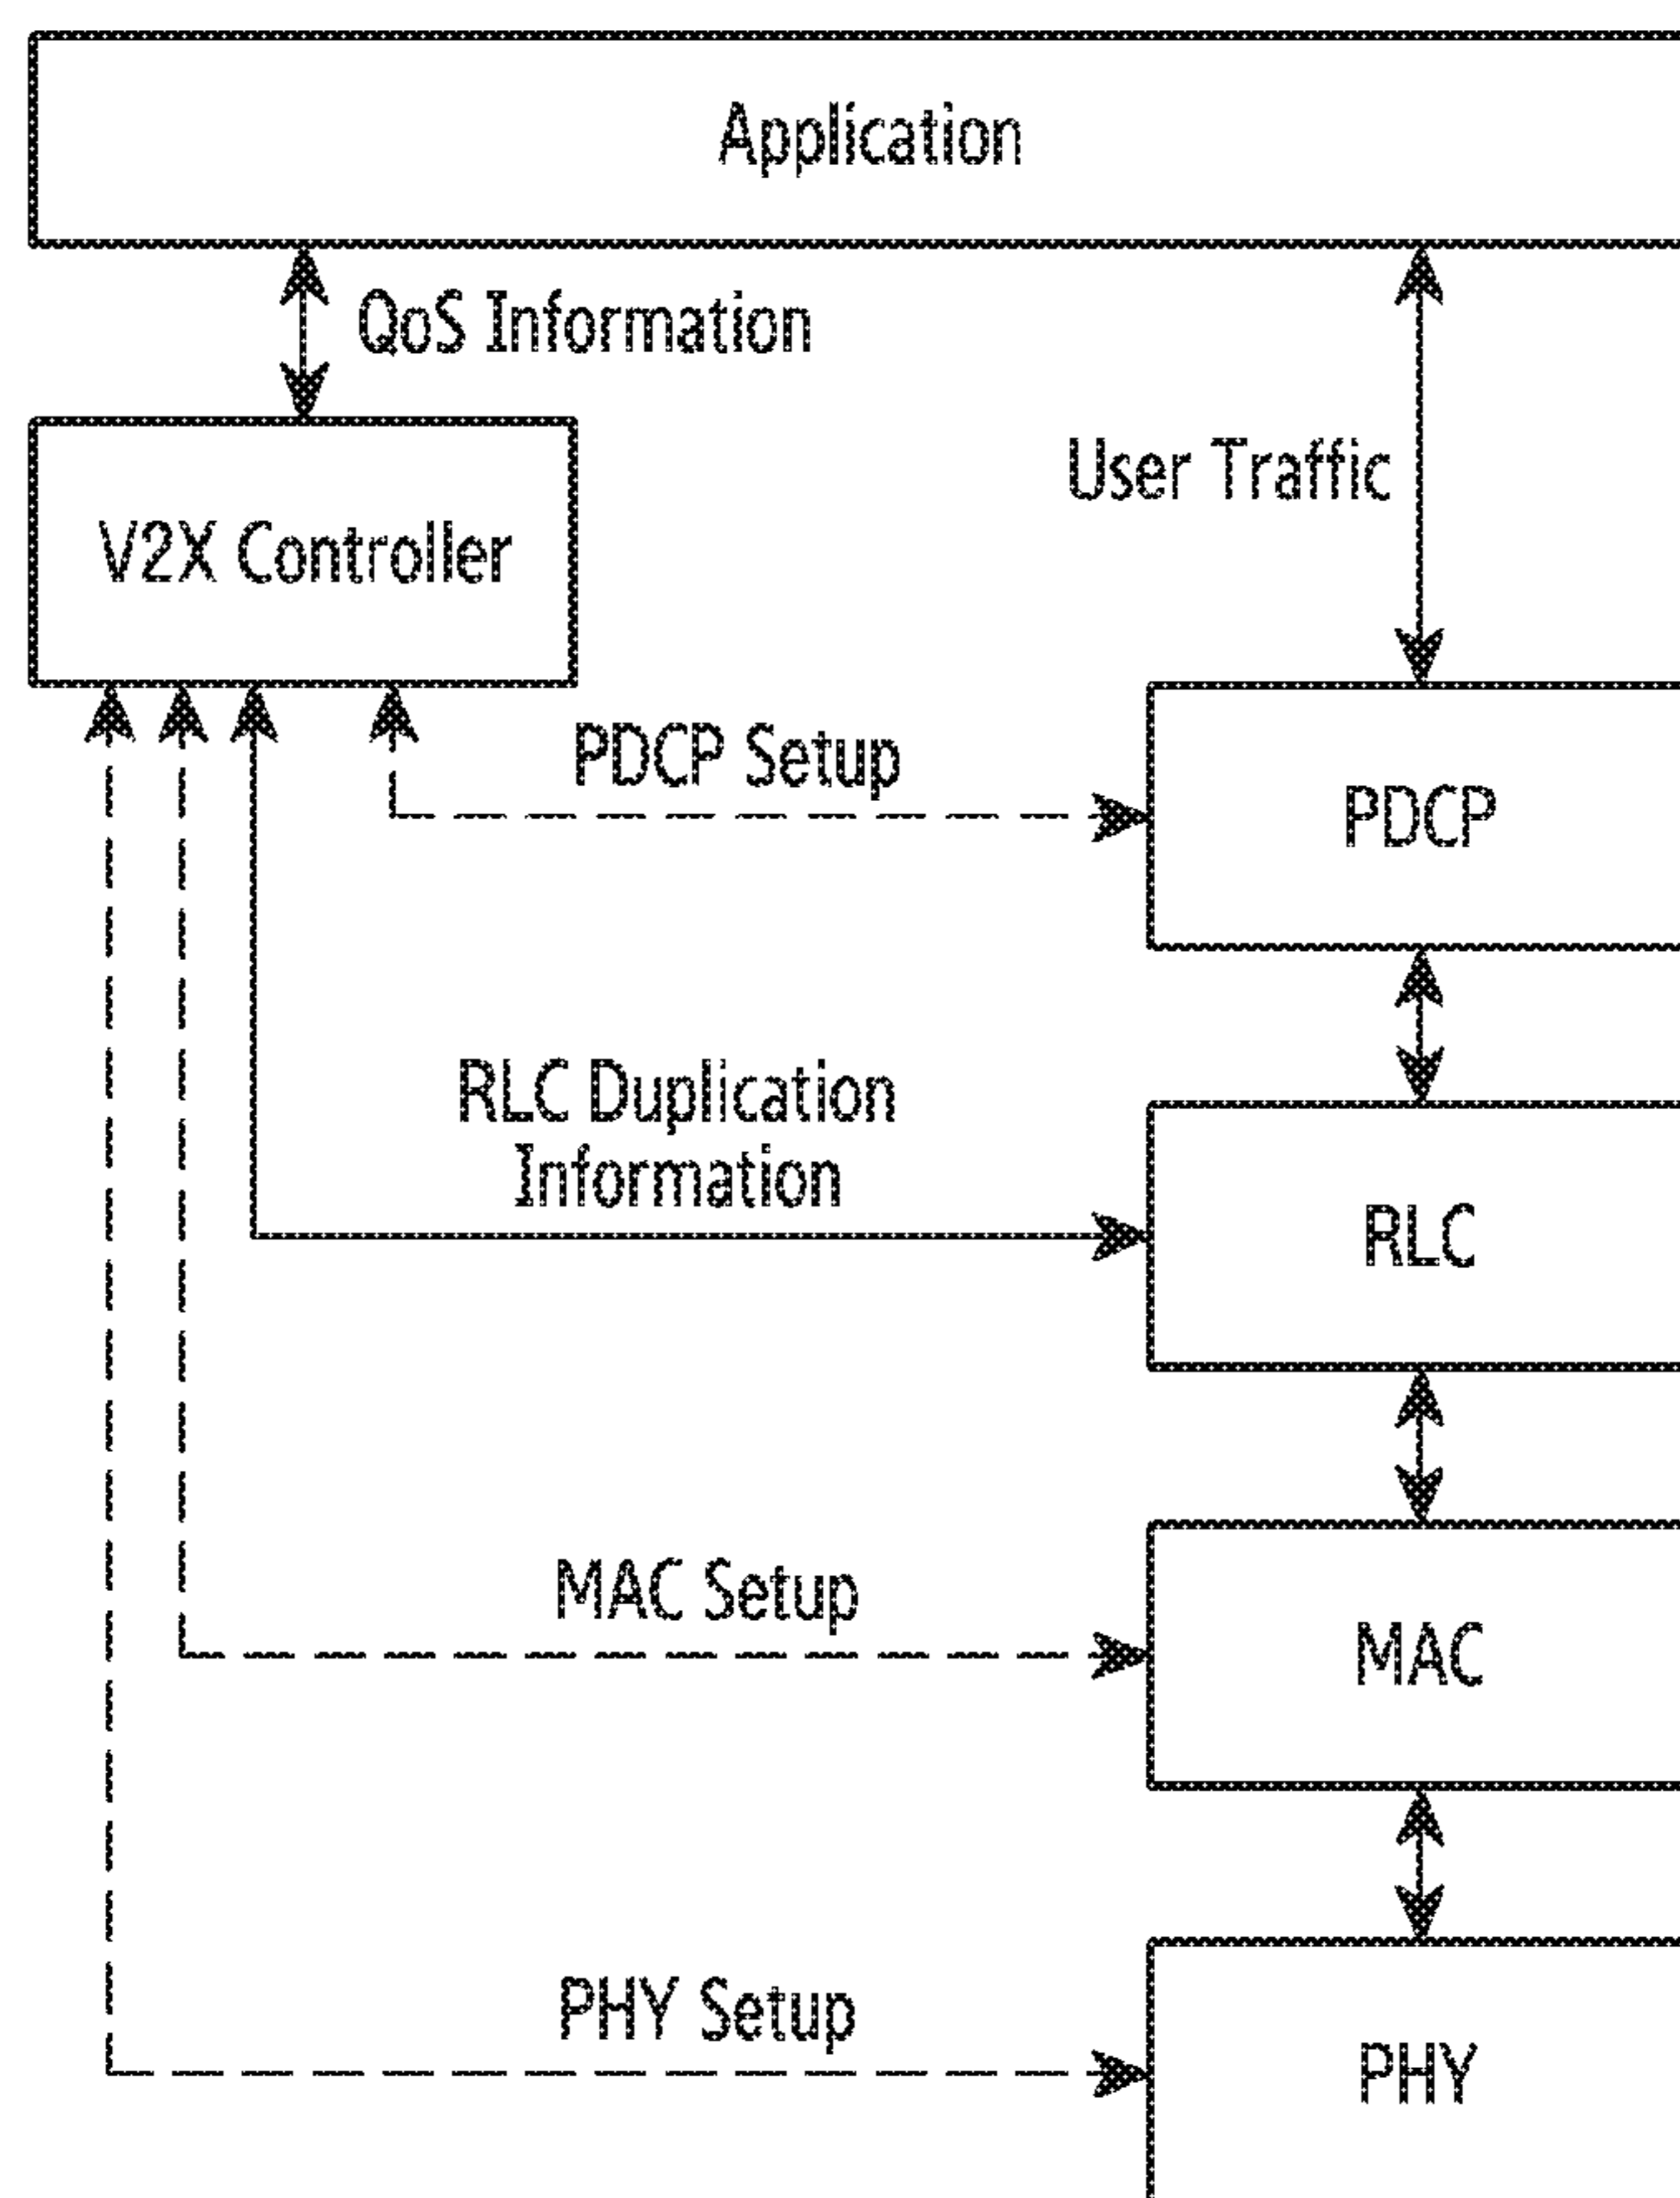 Application
QoS Information
User Traffic
V2X Controller
PDCP Setup
PDCP
RLC Duplication
Information
RLC
MAC Setup
MAC
PHY Setup
PHY